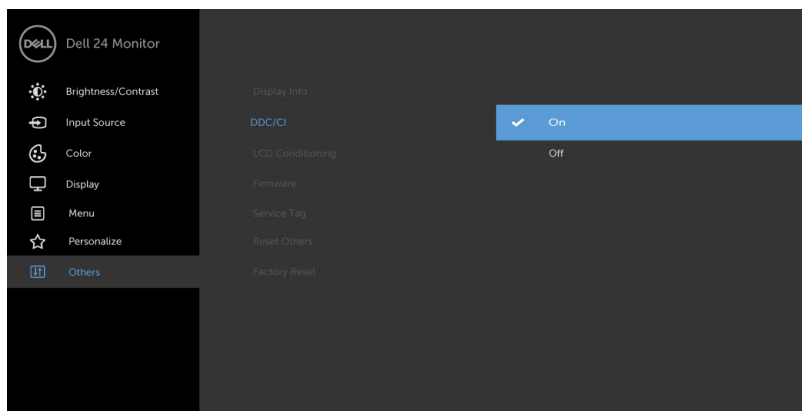 DELL
Dell 24 Monitor
Brightness/Contrast
Input Source
Color
Display
Menu
Personalize
Others
Display Info
DDC/CI
LCD Conditioning
Firmware
Service Tag
Reset Others
Factory Reset
On
Off